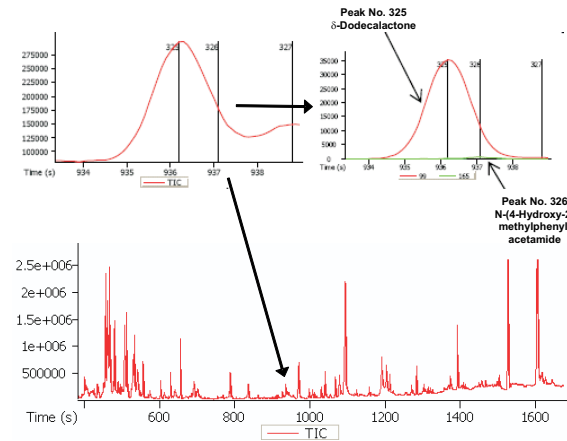 Peak No. 325
δ-Dodecalactone
325 326 327
275000
250000
225000
200000
175000
150000
125000
100000
Time (s) 934 935 936 937 938
TIC
325 326 327
35000
30000
25000
20000
15000
10000
5000
0
Time (s) 934 935 936 937 938
99 165
Peak No. 326
N-(4-Hydroxy-2
methylphenyl
acetamide
2.5e+006
2e+006
1.5e+006
1e+006
500000
Time (s) 600 800 1000 1200 1400 1600
TIC